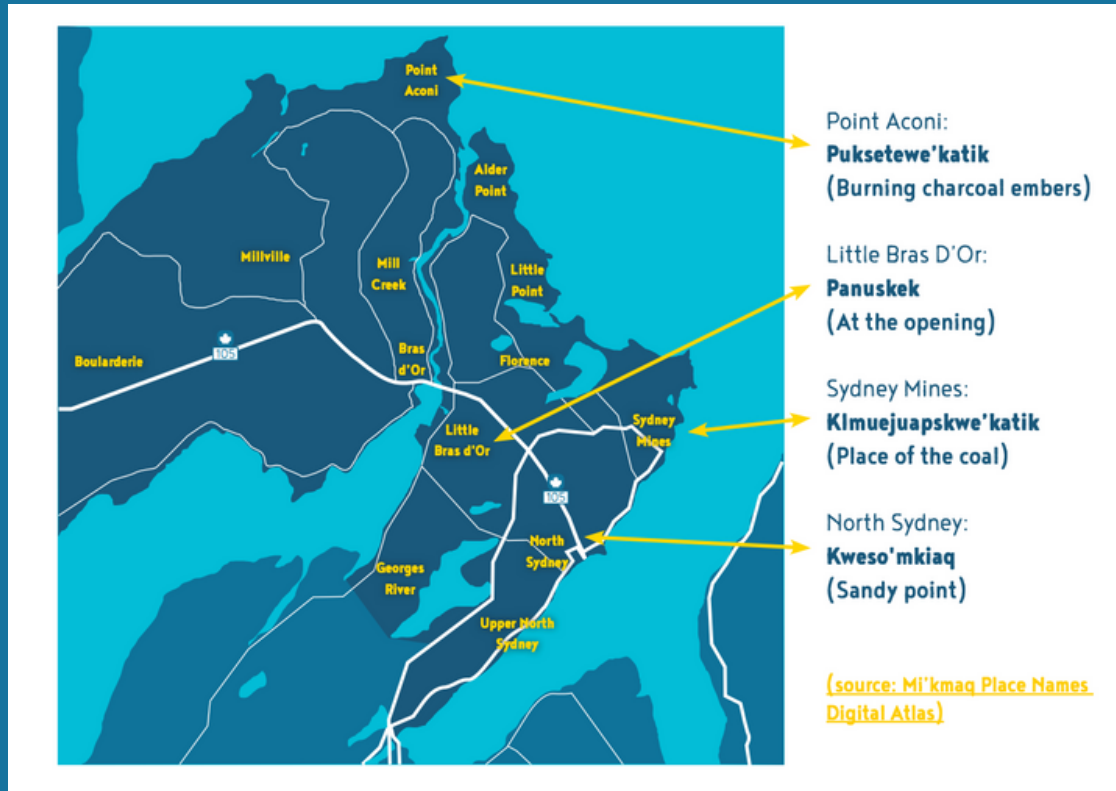 Point
Aconi
Alder
Point
Millville
Mill
Creek
Little
Point
105
Boularderie
Bras
d'Or
Florence
Little
Bras d'Or
Sydney
Mines
105
North
Sydney
Georges
River
Upper North
Sydney
Point Aconi:
Puksetewe'katik
(Burning charcoal embers)
Little Bras D'Or:
Panuskek
(At the opening)
Sydney Mines:
Klmuejuapskwe'katik
(Place of the coal)
North Sydney:
Kweso'mkiaq
(Sandy point)
(source: Mi'kmaq Place Names
Digital Atlas)